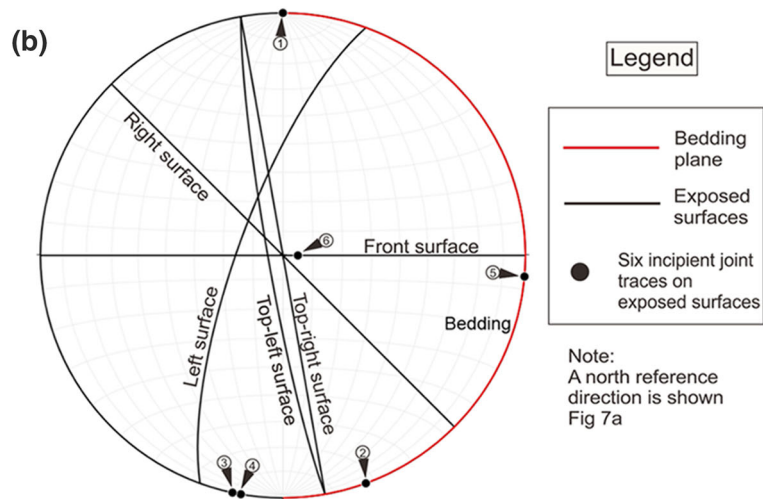 (b)
①
Legend
Right surface
Bedding
plane
Exposed
surfaces
⑥
Front surface
Six incipient joint
traces on
exposed surfaces
⑤
Left surface
Top-left surface
Top-right surface
Bedding
Note:
A north reference
direction is shown
Fig 7a
②
③
④